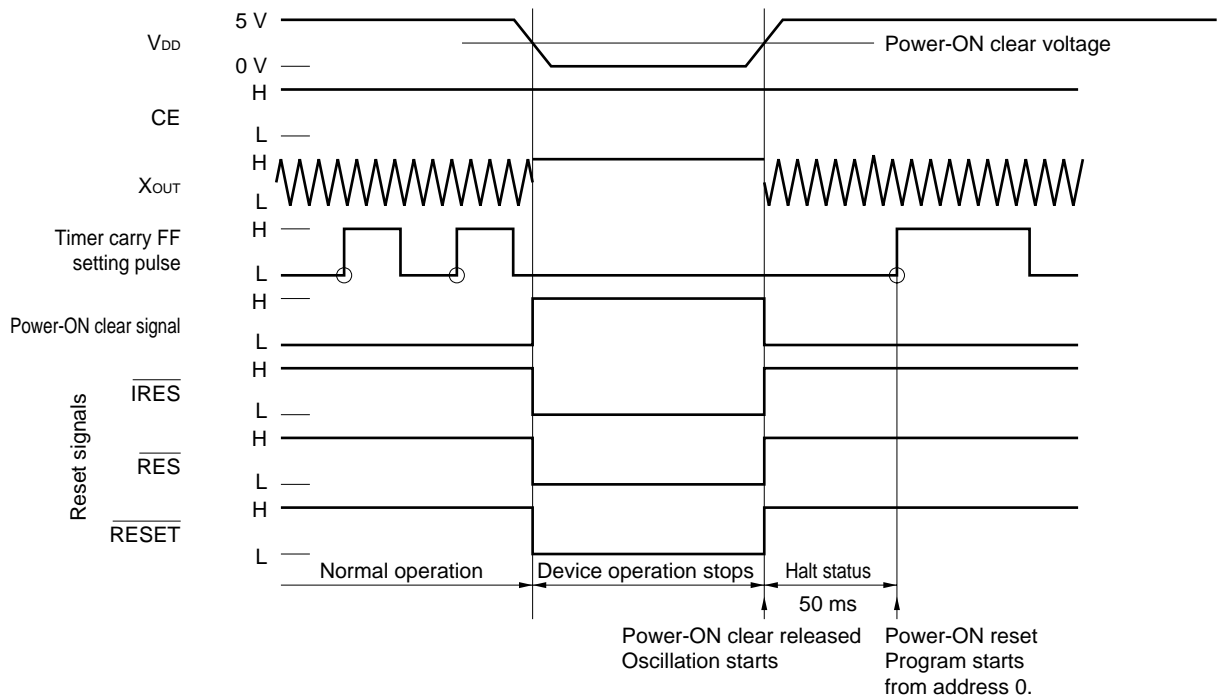 5 V
VDD
Power-ON clear voltage
0 V
H
CE
L
H
XOUT
L
H
Timer carry FF
setting pulse
L
H
Power-ON clear signal
L
H
IRES
L
H
Reset signals
RES
L
H
RESET
L
Normal operation
Device operation stops
Halt status
50 ms
Power-ON clear released
Oscillation starts
Power-ON reset
Program starts
from address 0.